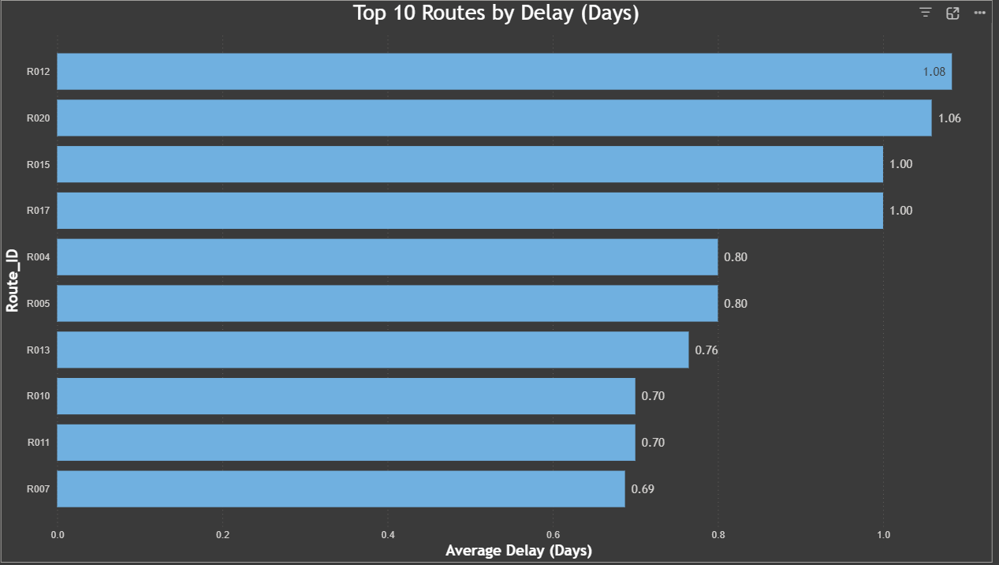 Top 10 Routes by Delay (Days)
Route_ID
R012 1.08
R020 1.06
R015 1.00
R017 1.00
R004 0.80
R005 0.80
R013 0.76
R010 0.70
R011 0.70
R007 0.69
0.0 0.2 0.4 0.6 0.8 1.0
Average Delay (Days)